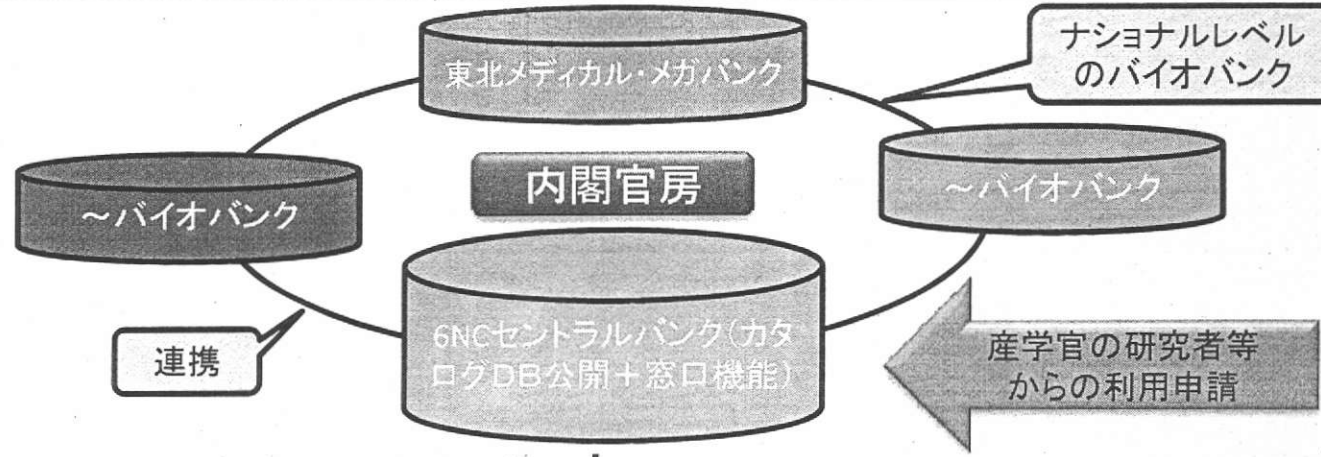 ナショナルレベル
のバイオバンク
東北メディカル・メガバンク
内閣官房
～バイオバンク
～バイオバンク
6NCセントラルバンク(カタ
ログDB公開＋窓口機能)
連携
産学官の研究者等
からの利用申請